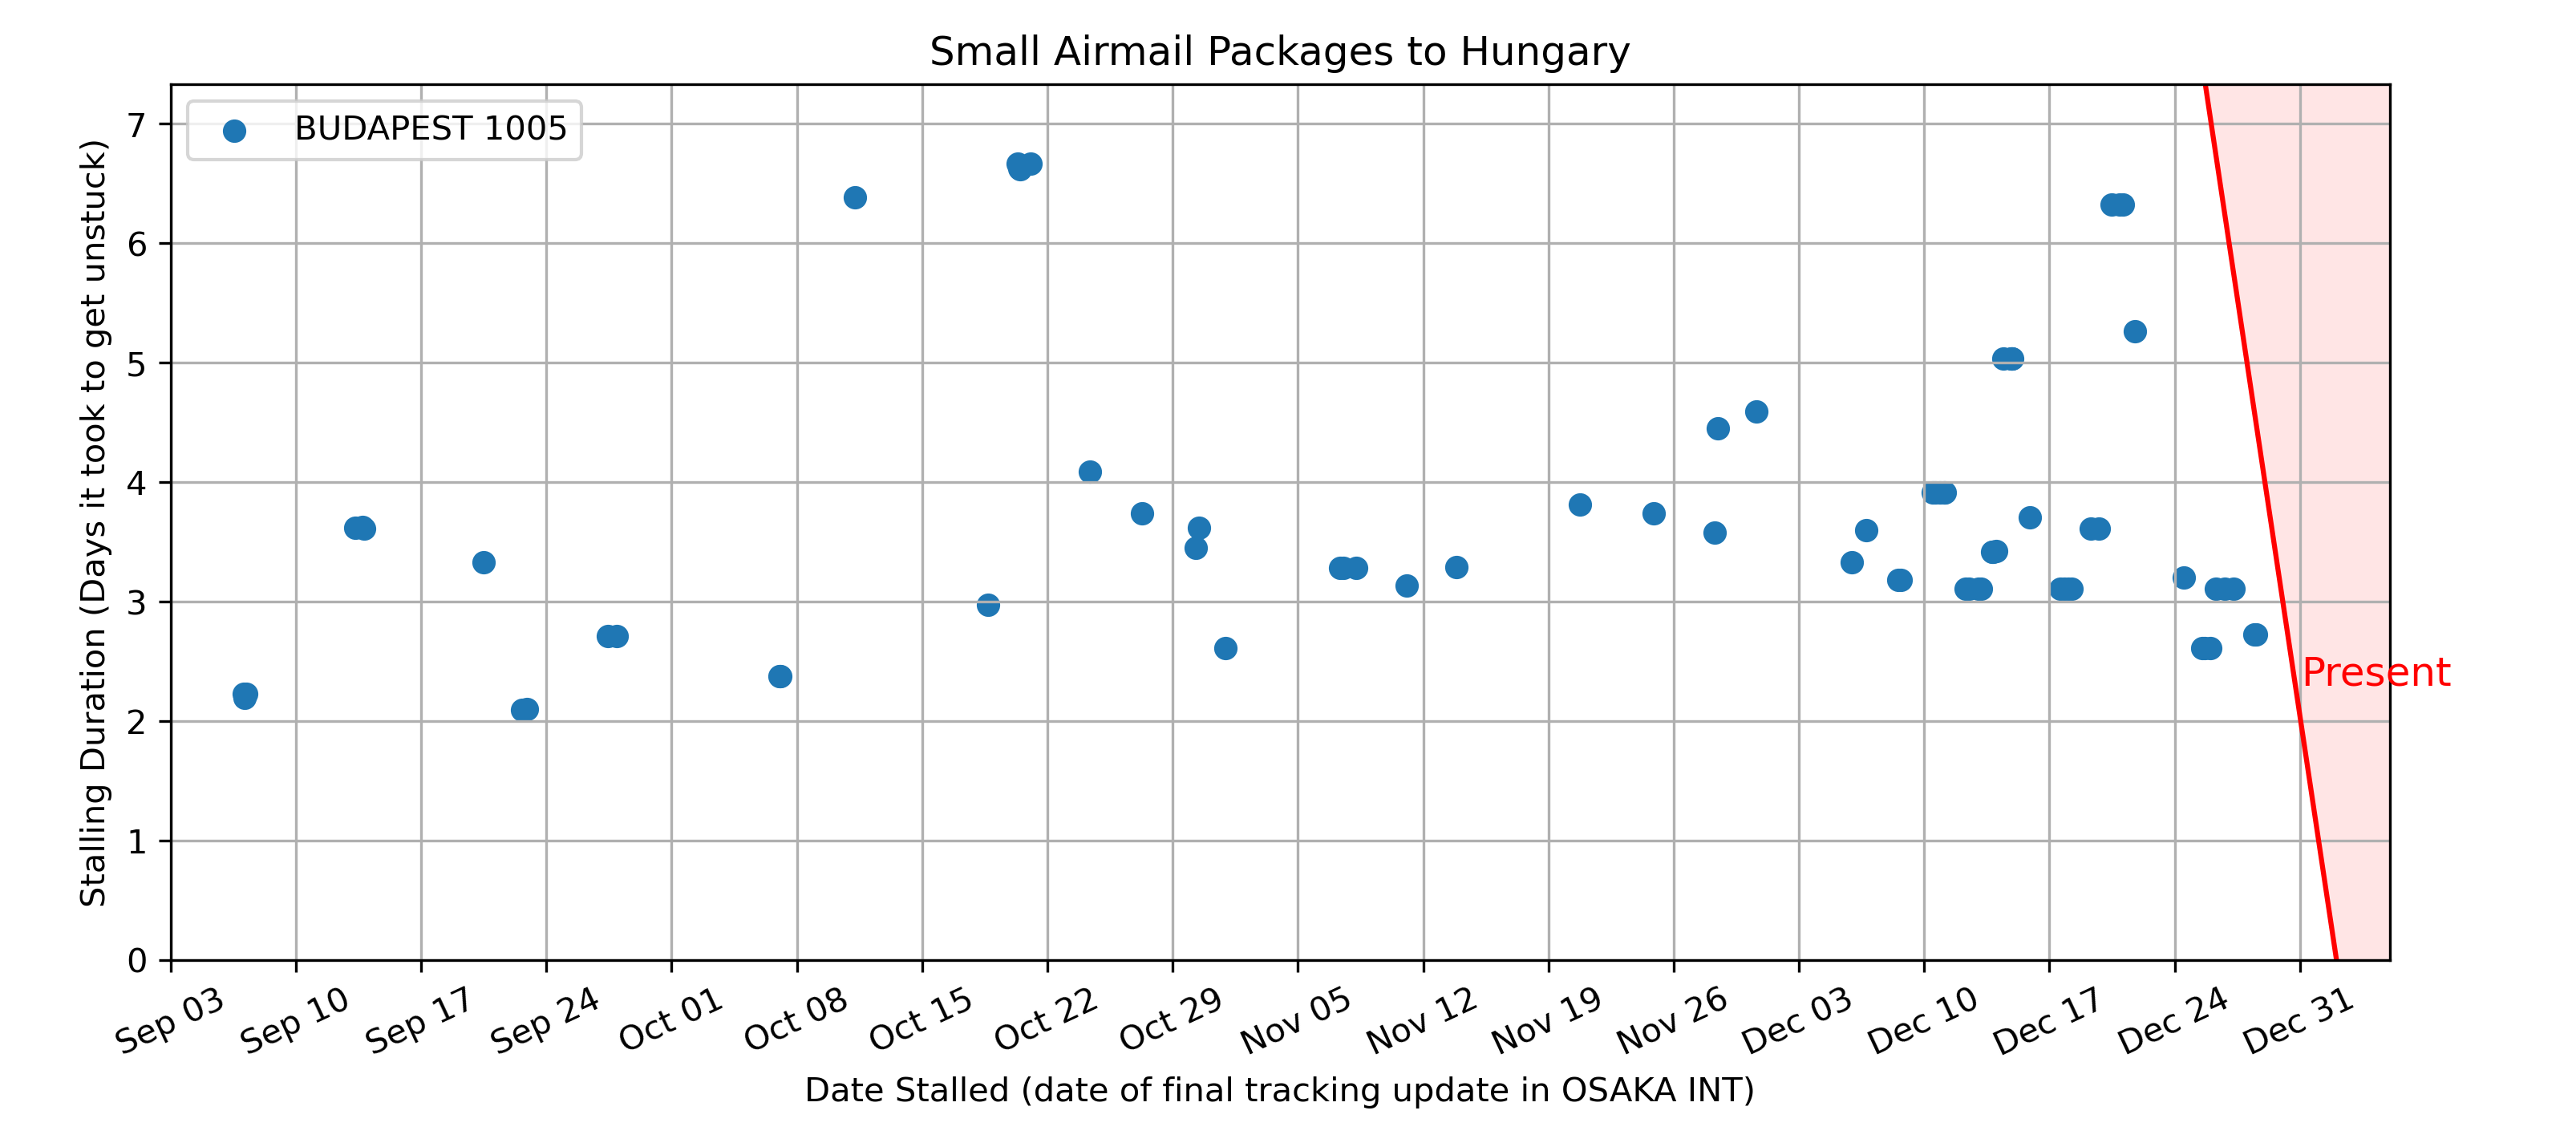 Small Airmail Packages to Hungary
BUDAPEST 1005
Stalling Duration (Days it took to get unstuck)
7
6
5
4
3
2
1
0
Present
Sep 03
Sep 10
Sep 17
Sep 24
Oct 01
Oct 08
Oct 15
Oct 22
Oct 29
Nov 05
Nov 12
Nov 19
Nov 26
Dec 03
Dec 10
Dec 17
Dec 24
Dec 31
Date Stalled (date of final tracking update in OSAKA INT)